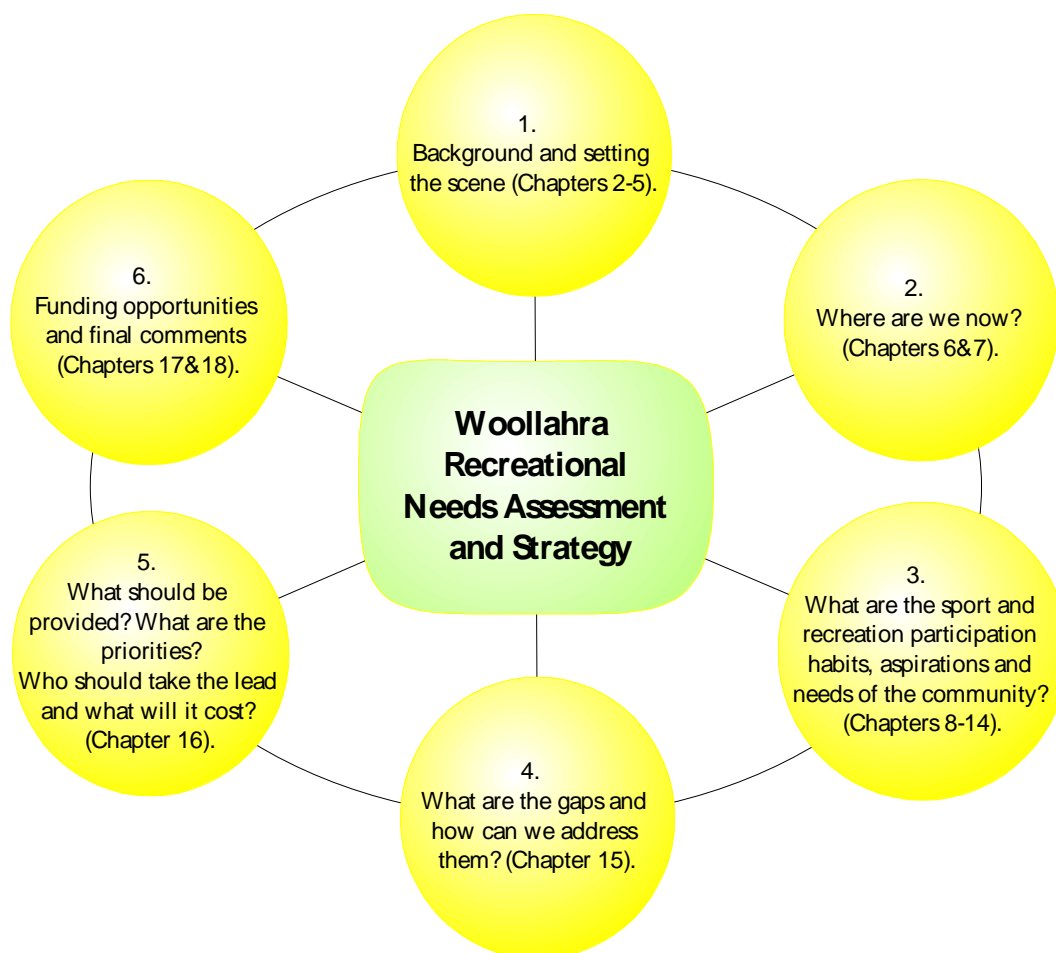 1.
Background and setting
the scene (Chapters 2-5).
2.
Where are we now?
(Chapters 6&7).
3.
What are the sport and
recreation participation
habits, aspirations and
needs of the community?
(Chapters 8-14).
4.
What are the gaps and
how can we address
them? (Chapter 15).
5.
What should be
provided? What are the
priorities?
Who should take the lead
and what will it cost?
(Chapter 16).
6.
Funding opportunities
and final comments
(Chapters 17&18).
Woollahra
Recreational
Needs Assessment
and Strategy